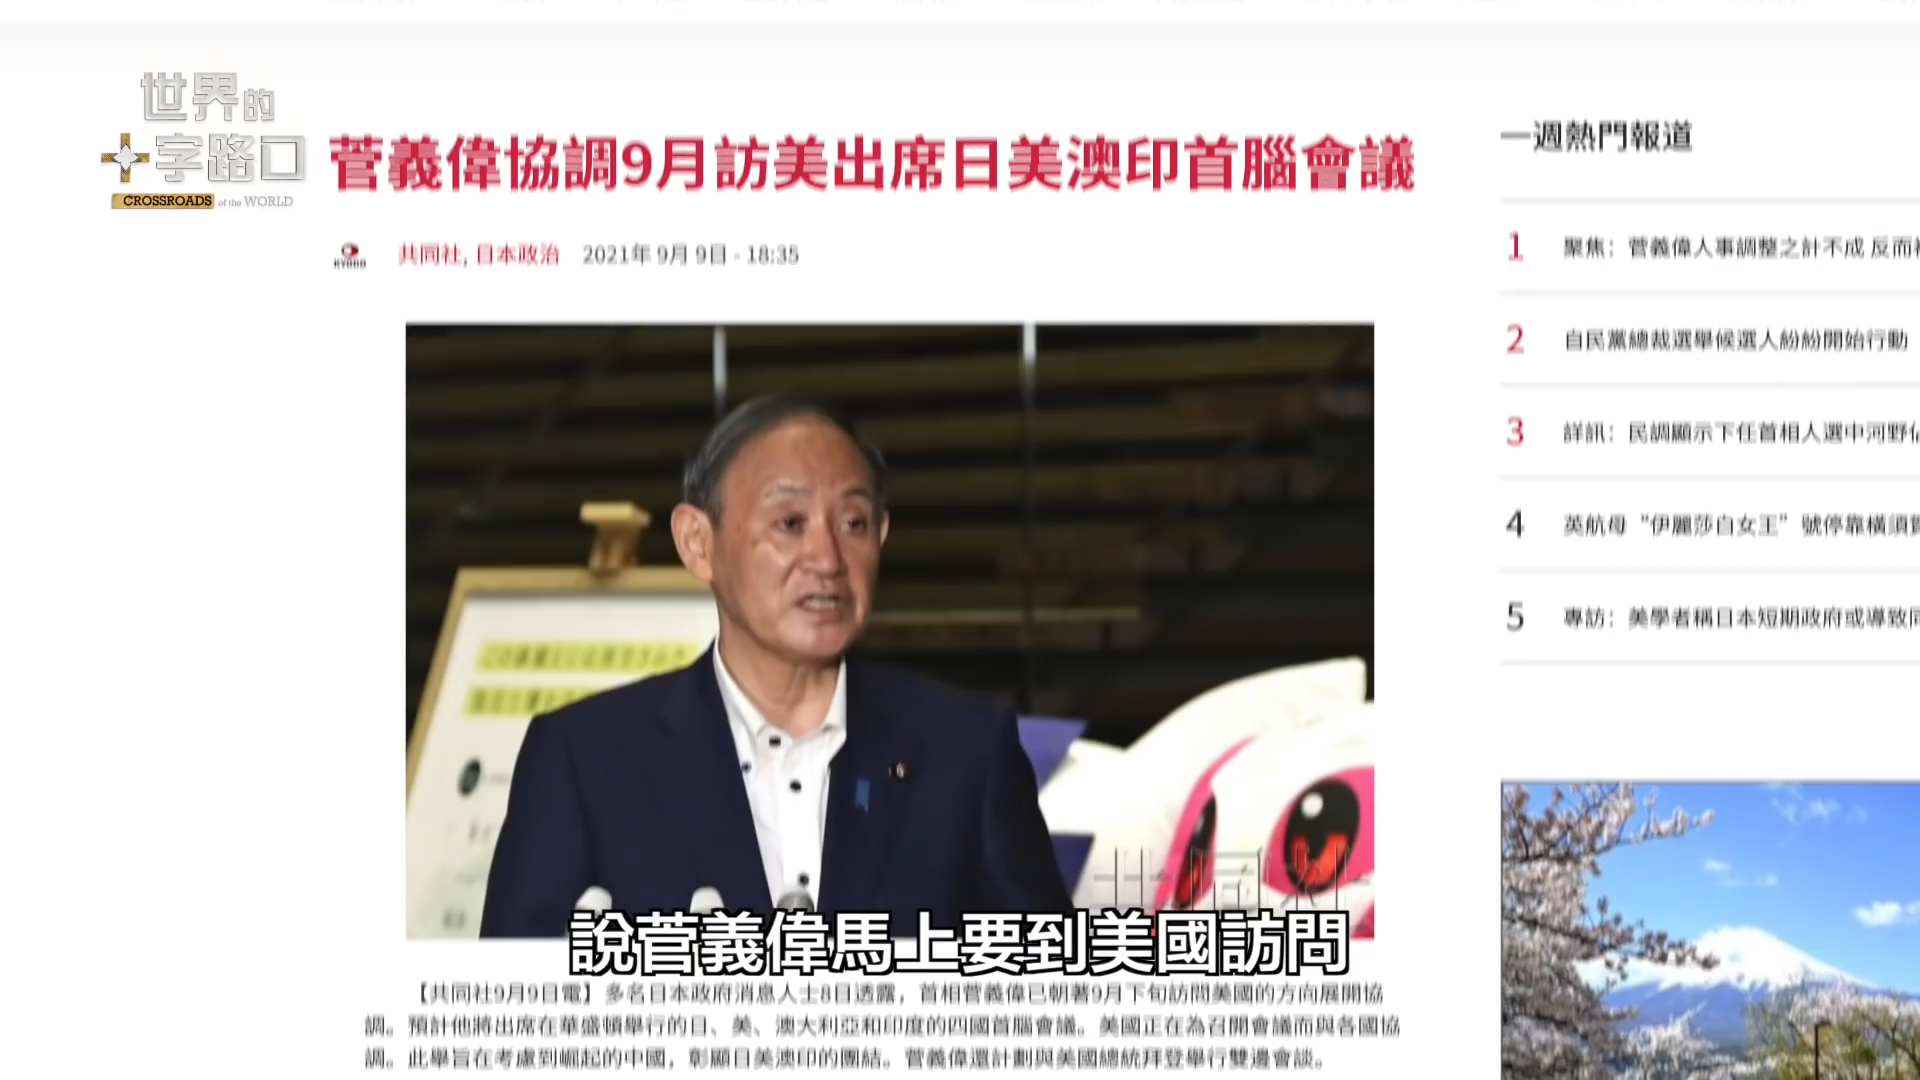 世界的
十字路口
CROSSROADS of the WORLD
菅義偉協調9月訪美出席日美澳印首腦會議
KYODO 共同社, 日本政治 2021年 9月 9日 - 18:35
一週熱門報道
1 聚焦：菅義偉人事調整之計不成 反而
2 自民黨總裁選舉候選人紛紛開始行動
3 詳訊：民調顯示下任首相人選中河野
4 英航母“伊麗莎白女王”號停靠橫須
5 專訪：美學者稱日本短期政府或導致
共同社
說菅義偉馬上要到美國訪問
【共同社9月9日電】多名日本政府消息人士8日透露，首相菅義偉已朝著9月下旬訪問美國的方向展開協
調。預計他將出席在華盛頓舉行的日、美、澳大利亞和印度的四國首腦會議。美國正在為召開會議而與各國協
調。此舉旨在考慮到崛起的中國，彰顯日美澳印的團結。菅義偉還計劃與美國總統拜登舉行雙邊會談。